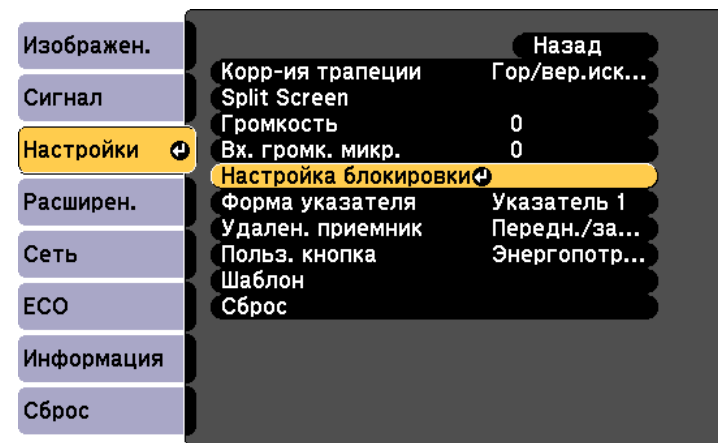 Изображен.
Сигнал
Настройки
Расширен.
Сеть
ECO
Информация
Сброс
Назад
Корр-ия трапеции Гор/вер.иск...
Split Screen
Громкость 0
Вх. громк. микр. 0
Настройка блокировки
Форма указателя Указатель 1
Удален. приемник Передн./за...
Польз. кнопка Энергопотр...
Шаблон
Сброс